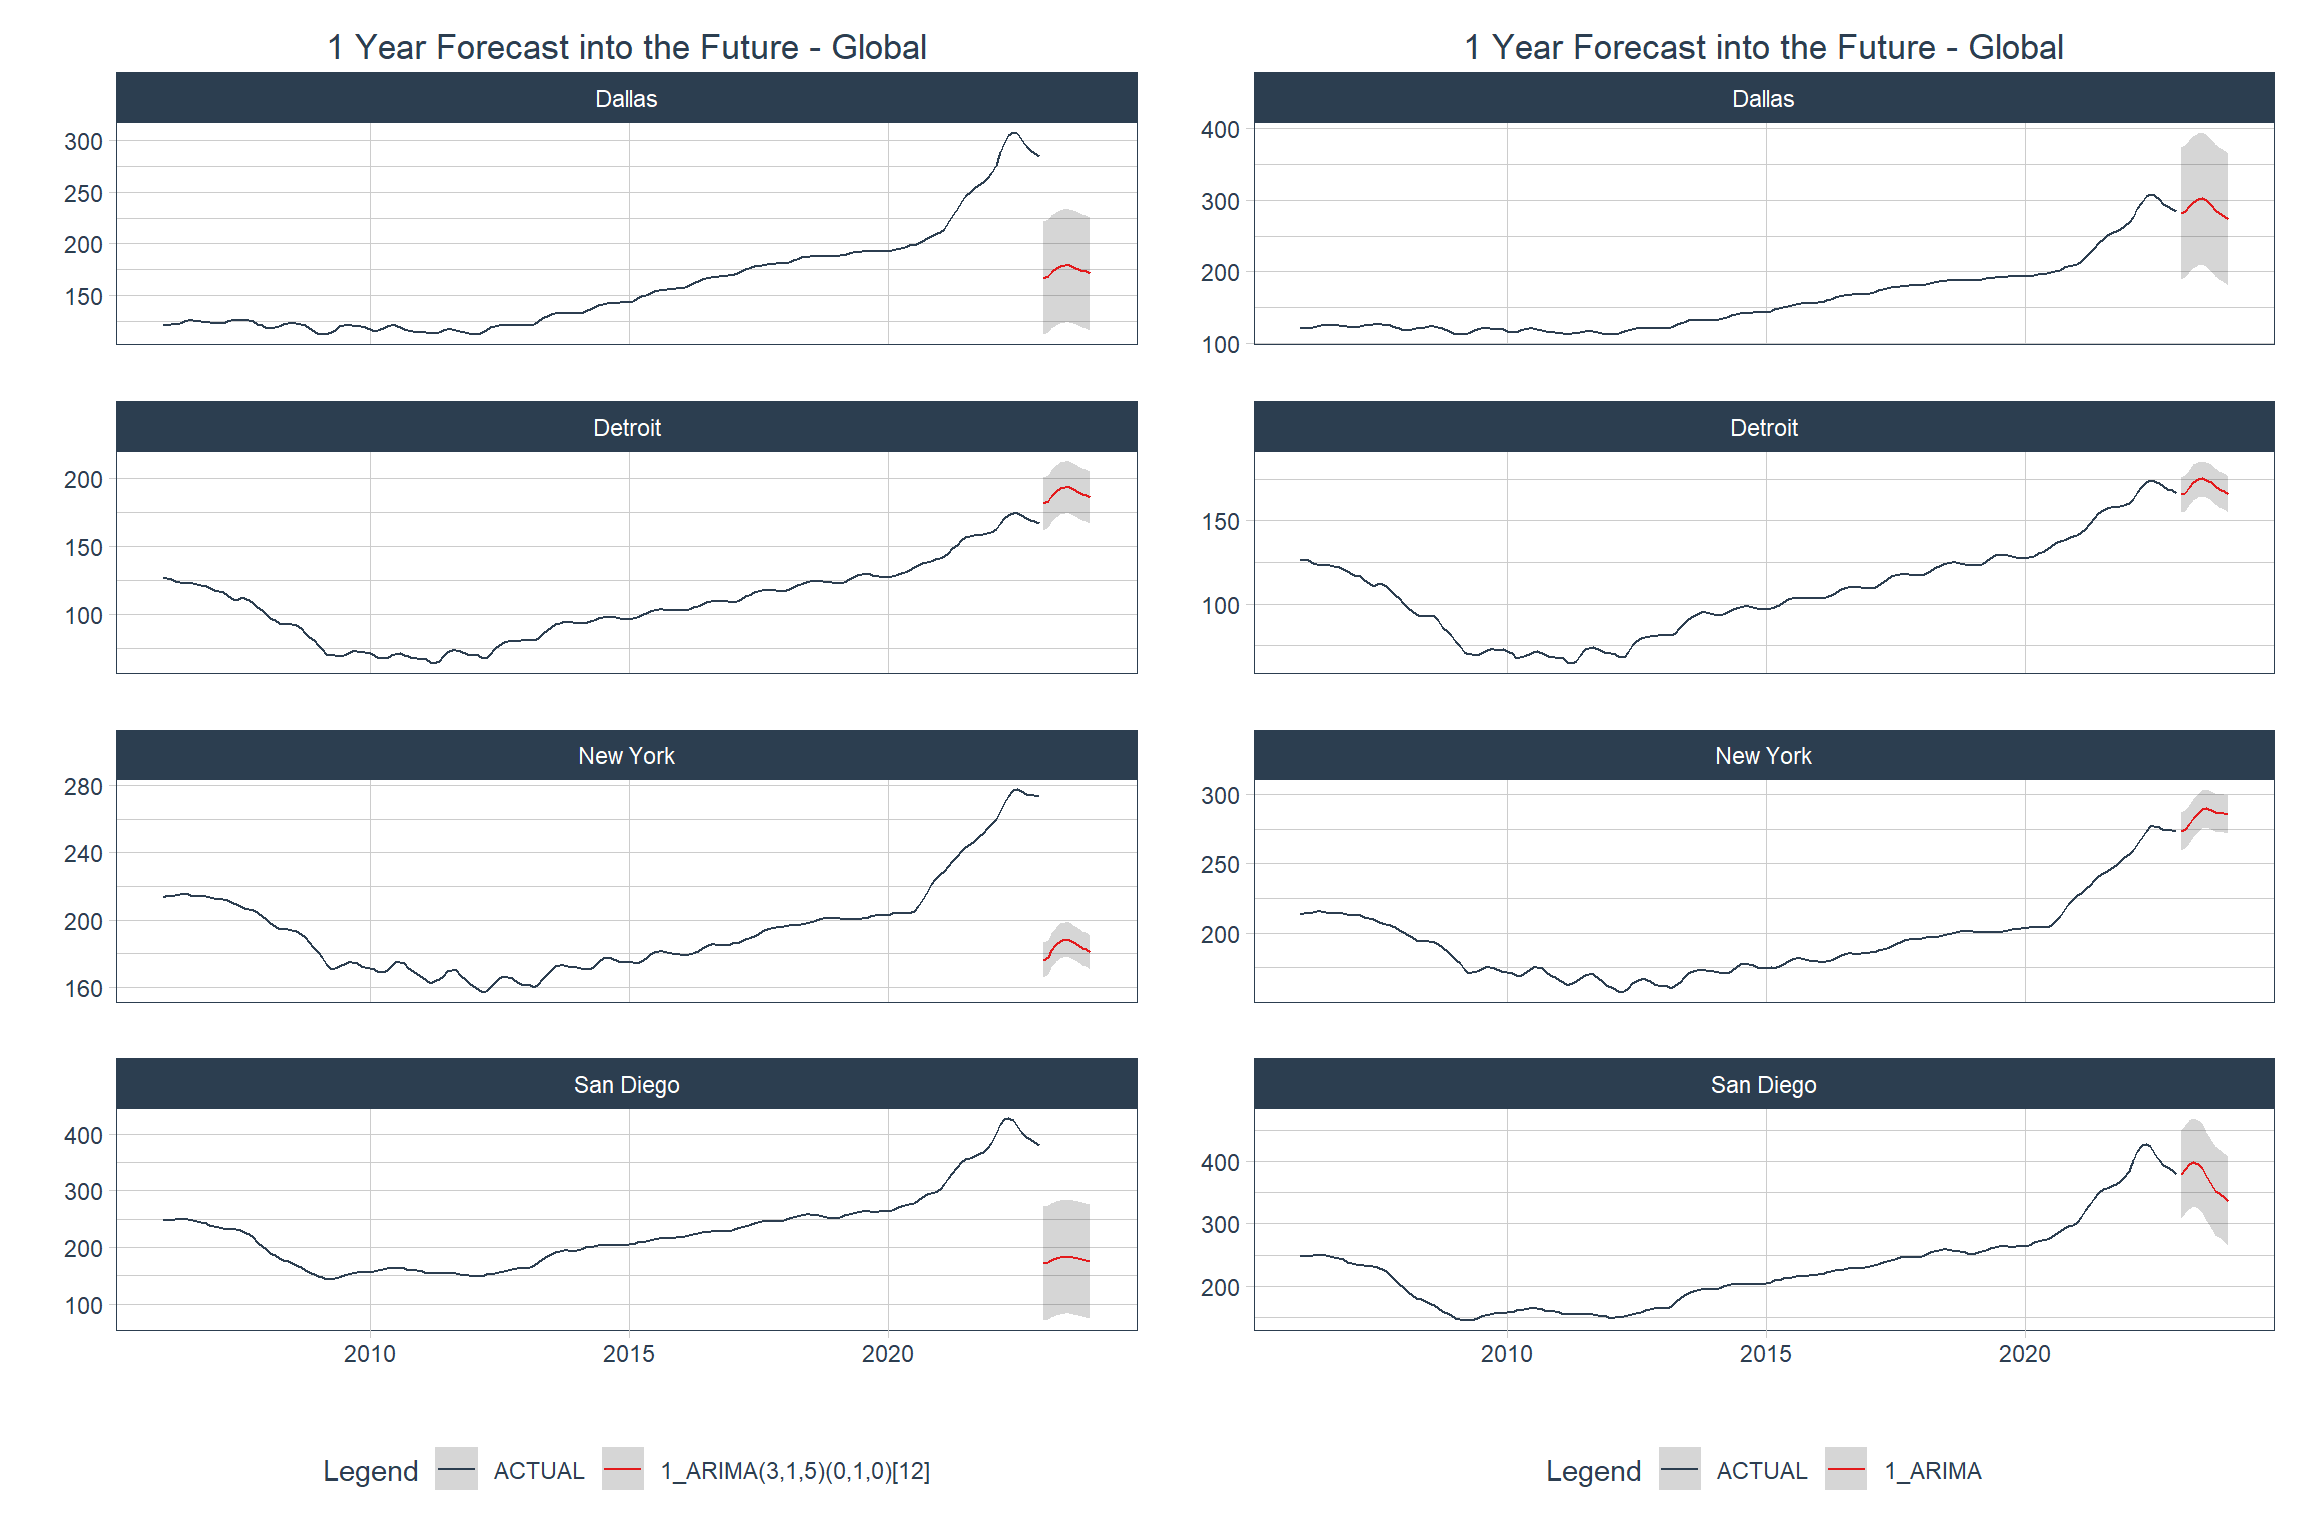 1 Year Forecast into the Future - Global
Dallas
300
250
200
150
Detroit
200
150
100
New York
280
240
200
160
San Diego
400
300
200
100
2010 2015 2020
Legend ACTUAL 1_ARIMA(3,1,5)(0,1,0)[12]
1 Year Forecast into the Future - Global
Dallas
400
300
200
100
Detroit
150
100
New York
300
250
200
San Diego
400
300
200
2010 2015 2020
Legend ACTUAL 1_ARIMA